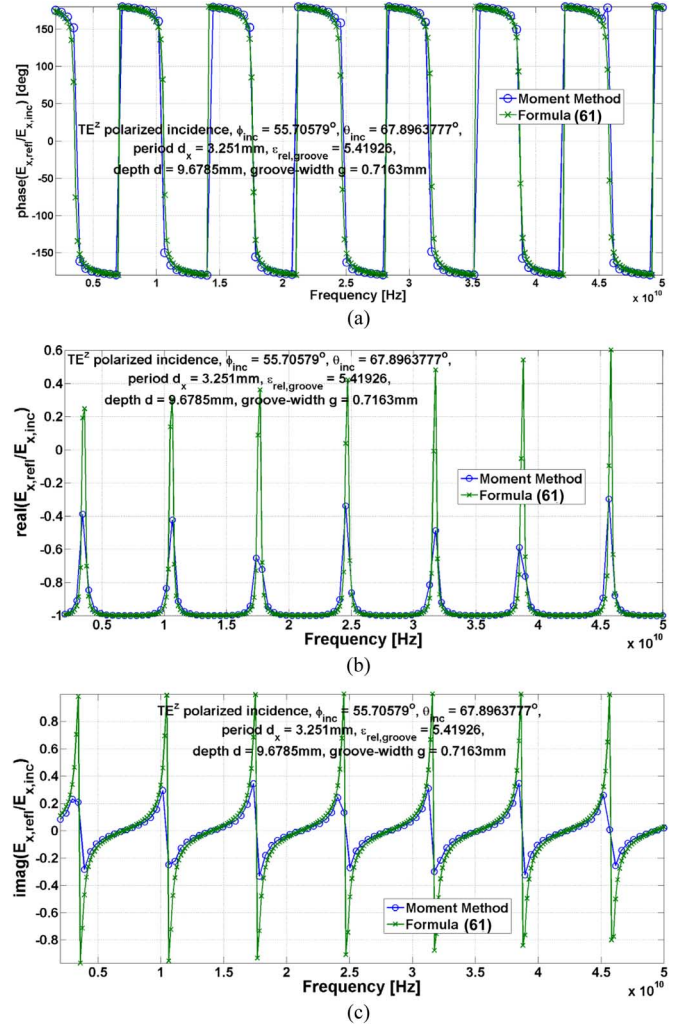 150
100
50
0
-50
-100
-150
phase(E_x,refl/E_x,inc) [deg]
Moment Method
Formula (61)
TE^z polarized incidence, ϕ_inc = 55.70579°, θ_inc = 67.8963777°,
period d_x = 3.251mm, ε_rel,groove = 5.41926,
depth d = 9.6785mm, groove-width g = 0.7163mm
0.5 1 1.5 2 2.5 3 3.5 4 4.5 5
Frequency [Hz]
x 10^10
(a)
0.6
0.4
0.2
0
-0.2
-0.4
-0.6
-0.8
-1
real(E_x,refl/E_x,inc)
TE^z polarized incidence, ϕ_inc = 55.70579°, θ_inc = 67.8963777°,
period d_x = 3.251mm, ε_rel,groove = 5.41926,
depth d = 9.6785mm, groove-width g = 0.7163mm
Moment Method
Formula (61)
0.5 1 1.5 2 2.5 3 3.5 4 4.5 5
Frequency [Hz]
x 10^10
(b)
0.8
0.6
0.4
0.2
0
-0.2
-0.4
-0.6
-0.8
imag(E_x,refl/E_x,inc)
TE^z polarized incidence, ϕ_inc = 55.70579°, θ_inc = 67.8963777°,
period d_x = 3.251mm, ε_rel,groove = 5.41926,
depth d = 9.6785mm, groove-width g = 0.7163mm
Moment Method
Formula (61)
0.5 1 1.5 2 2.5 3 3.5 4 4.5 5
Frequency [Hz]
x 10^10
(c)